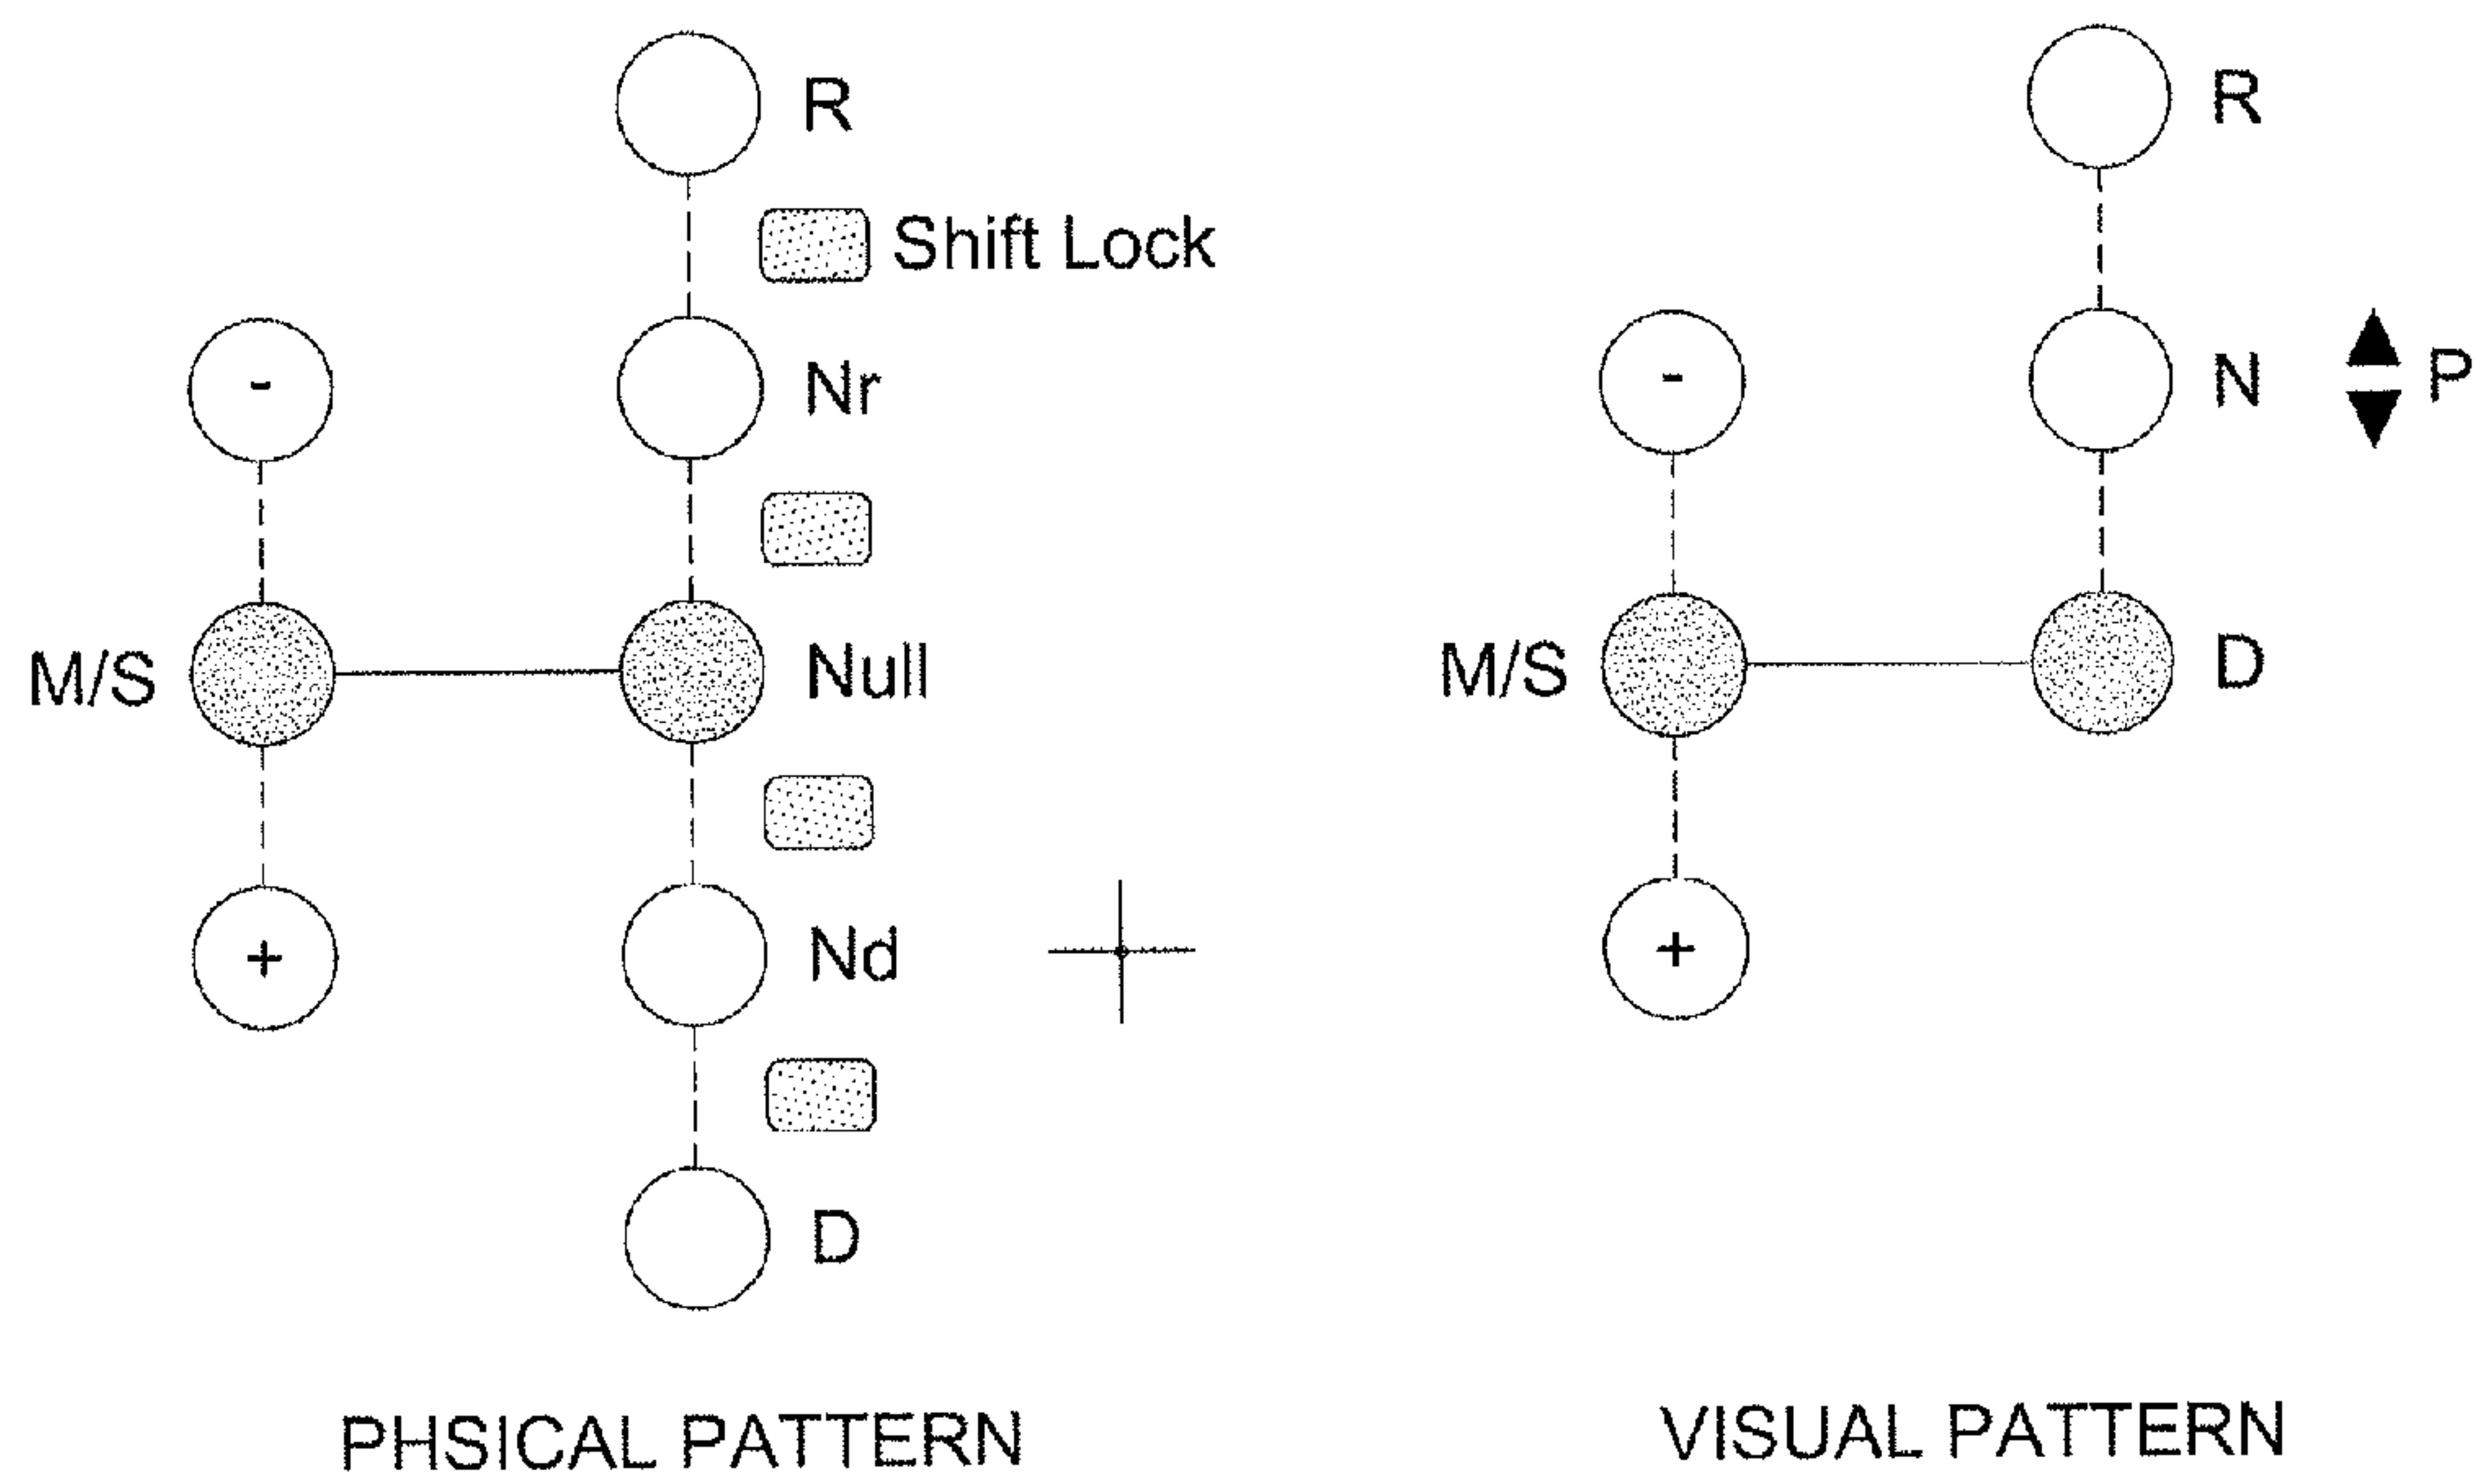 R
Shift Lock
-
Nr
M/S
Null
+
Nd
D
PHSICAL PATTERN
R
-
N
P
M/S
D
+
VISUAL PATTERN